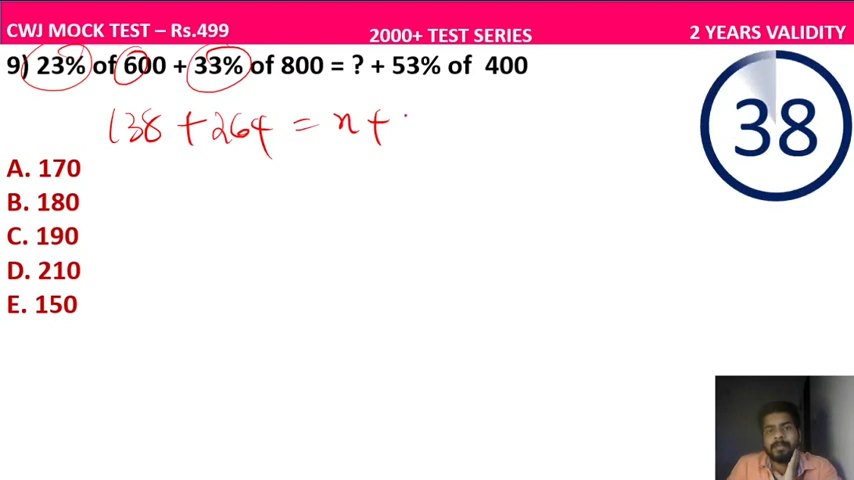 CWJ MOCK TEST – Rs.499
2000+ TEST SERIES
2 YEARS VALIDITY
9) 23% of 600 + 33% of 800 = ? + 53% of 400
38
138 + 264 = x +
A. 170
B. 180
C. 190
D. 210
E. 150